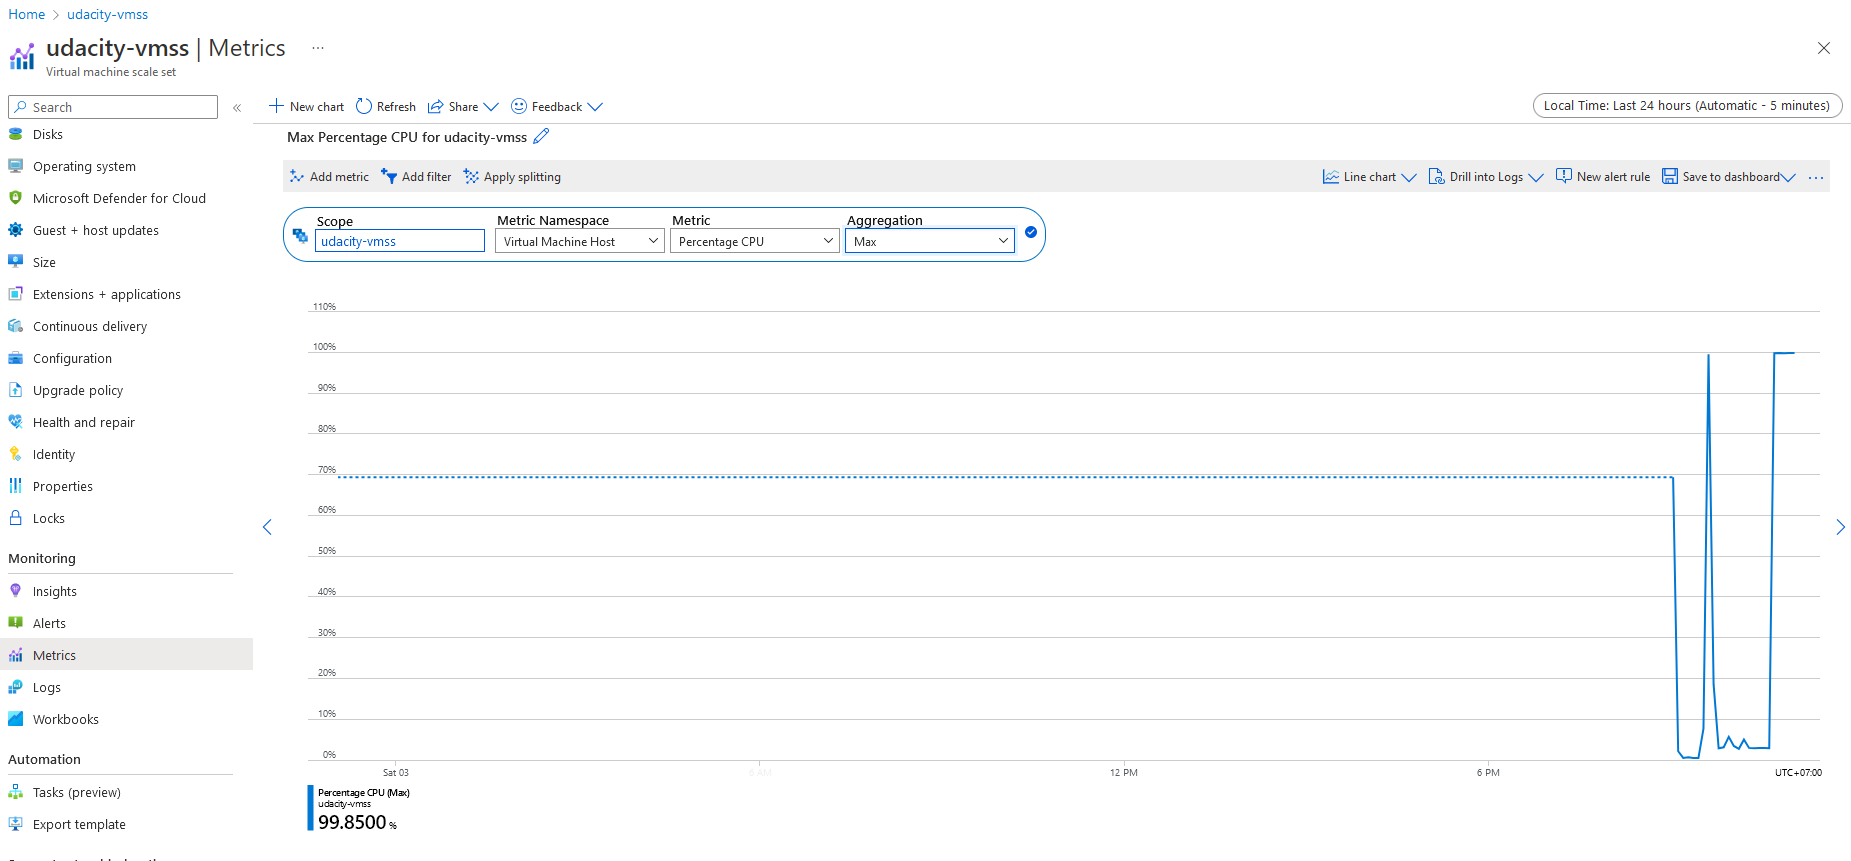 Home > udacity-vmss
udacity-vmss | Metrics ...
Virtual machine scale set
Search
«
Disks
Operating system
Microsoft Defender for Cloud
Guest + host updates
Size
Extensions + applications
Continuous delivery
Configuration
Upgrade policy
Health and repair
Identity
Properties
Locks
Monitoring
Insights
Alerts
Metrics
Logs
Workbooks
Automation
Tasks (preview)
Export template
New chart Refresh Share Feedback
Local Time: Last 24 hours (Automatic - 5 minutes)
Max Percentage CPU for udacity-vmss
Add metric Add filter Apply splitting
Line chart Drill into Logs New alert rule Save to dashboard ...
Scope Metric Namespace Metric Aggregation
udacity-vmss Virtual Machine Host Percentage CPU Max
110%
100%
90%
80%
70%
60%
50%
40%
30%
20%
10%
0%
Sat 03 6 AM 12 PM 6 PM UTC+07:00
Percentage CPU (Max)
udacity-vmss
99.8500 %